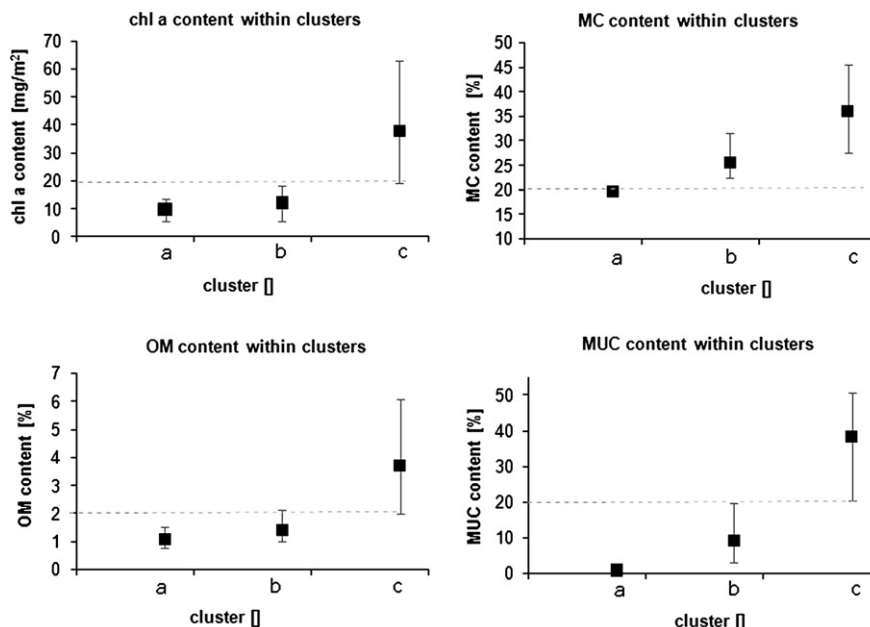 chl a content within clusters
chl a content [mg/m²]
70
60
50
40
30
20
10
0
a b c
cluster []
MC content within clusters
MC content [%]
50
45
40
35
30
25
20
15
10
a b c
cluster []
OM content within clusters
OM content [%]
7
6
5
4
3
2
1
0
a b c
cluster []
MUC content within clusters
MUC content [%]
50
40
30
20
10
0
a b c
cluster []